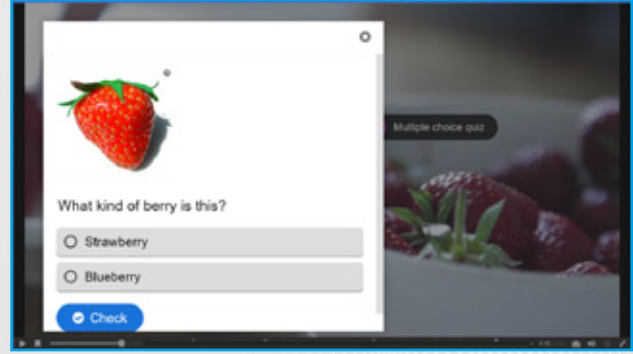 Multiple choice quiz
What kind of berry is this?
Strawberry
Blueberry
Check